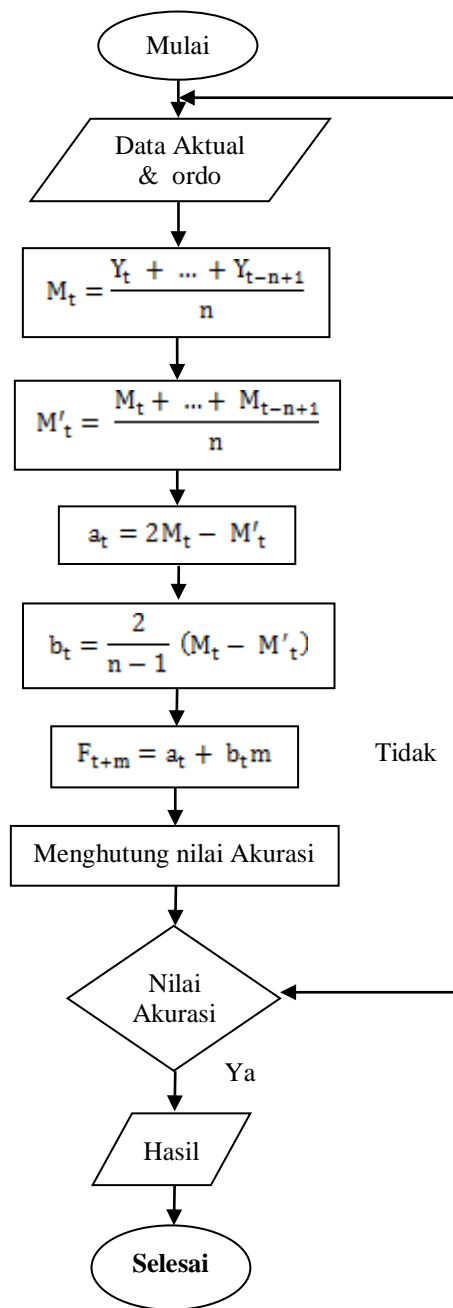 Mulai
Data Aktual
& ordo
M_t = (Y_t + ... + Y_{t-n+1}) / n
M'_t = (M_t + ... + M_{t-n+1}) / n
a_t = 2M_t - M'_t
b_t = 2 / (n - 1) (M_t - M'_t)
F_{t+m} = a_t + b_t m
Tidak
Menghutung nilai Akurasi
Nilai
Akurasi
Ya
Hasil
Selesai